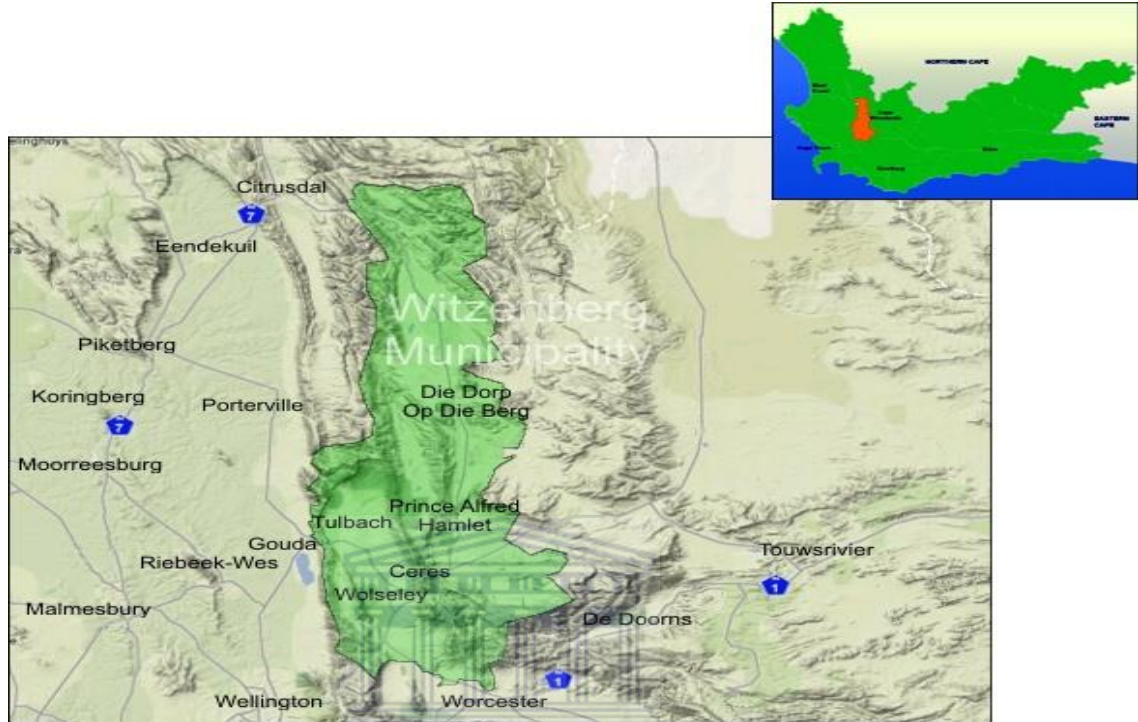 NORTHERN CAPE
EASTERN
CAPE
elinghuys
Citrusdal
7
Eendekuil
Witzenberg
Municipality
Piketberg
Die Dorp
Op Die Berg
Koringberg
Porterville
7
Moorreesburg
Prince Alfred
Hamlet
Tulbach
Gouda
Touwsrivier
Riebeek-Wes
Ceres
1
Wolseley
Malmesbury
De Doorns
1
Wellington
Worcester